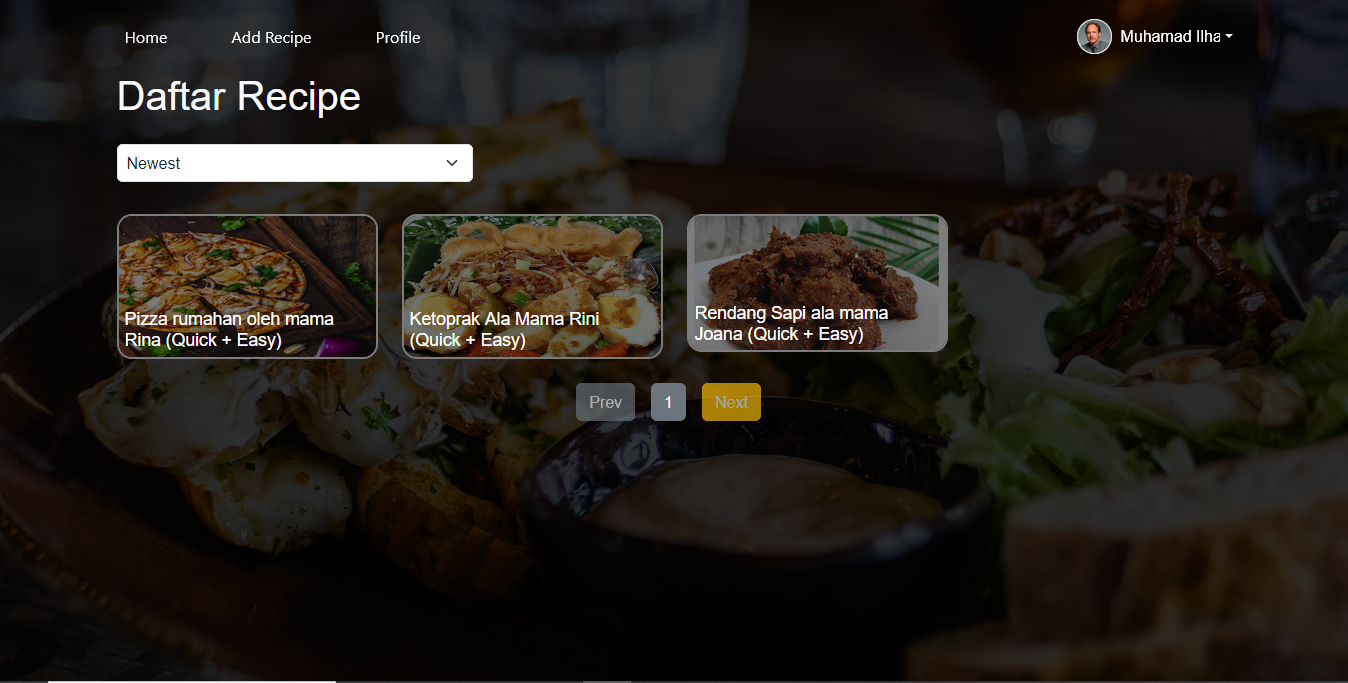 Home Add Recipe Profile Muhamad Ilha
Daftar Recipe
Newest
Pizza rumahan oleh mama
Rina (Quick + Easy)
Ketoprak Ala Mama Rini
(Quick + Easy)
Rendang Sapi ala mama
Joana (Quick + Easy)
Prev 1 Next